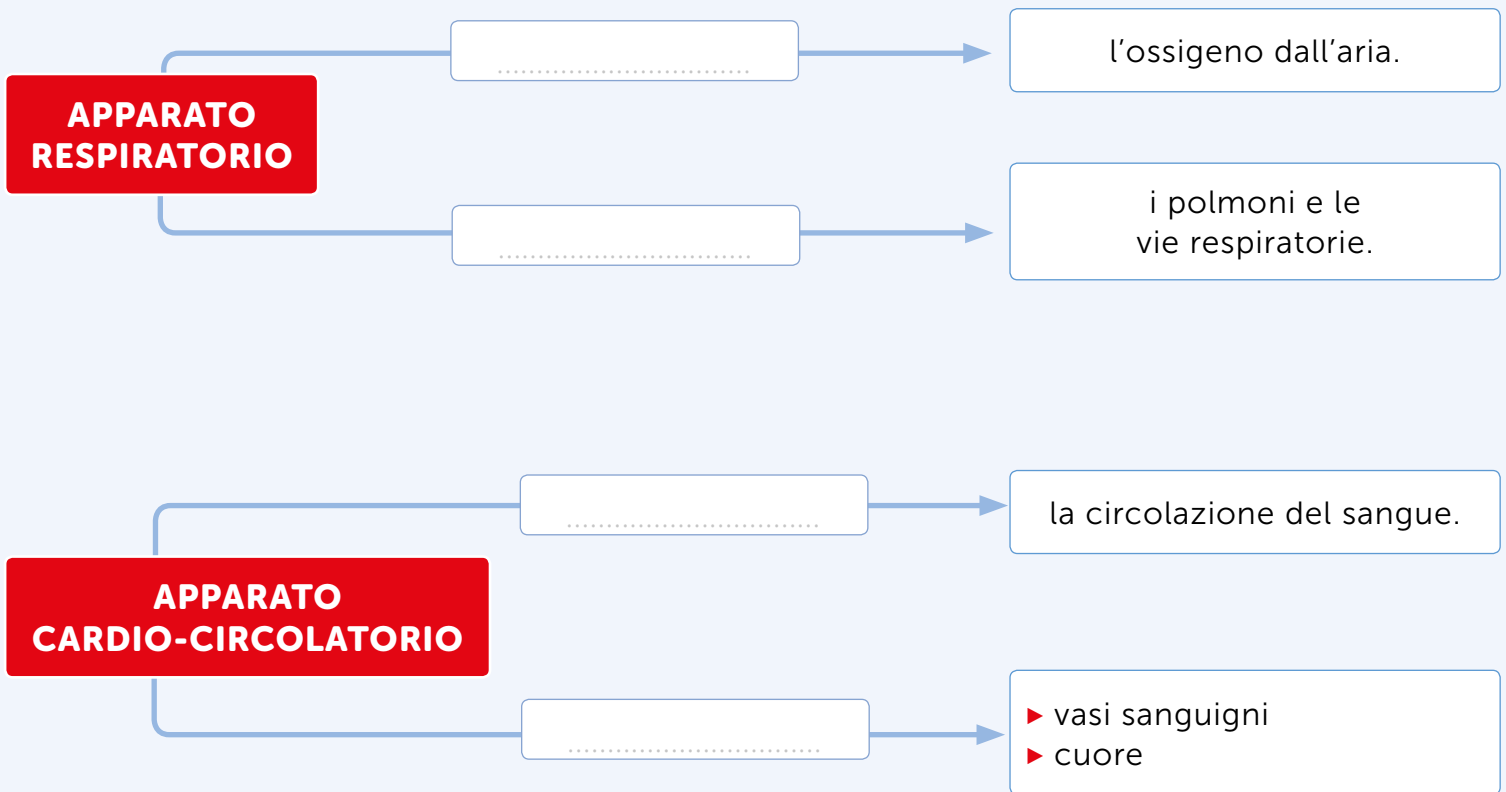 l'ossigeno dall'aria.
APPARATO
RESPIRATORIO
i polmoni e le
vie respiratorie.
la circolazione del sangue.
APPARATO
CARDIO-CIRCOLATORIO
▶ vasi sanguigni
▶ cuore